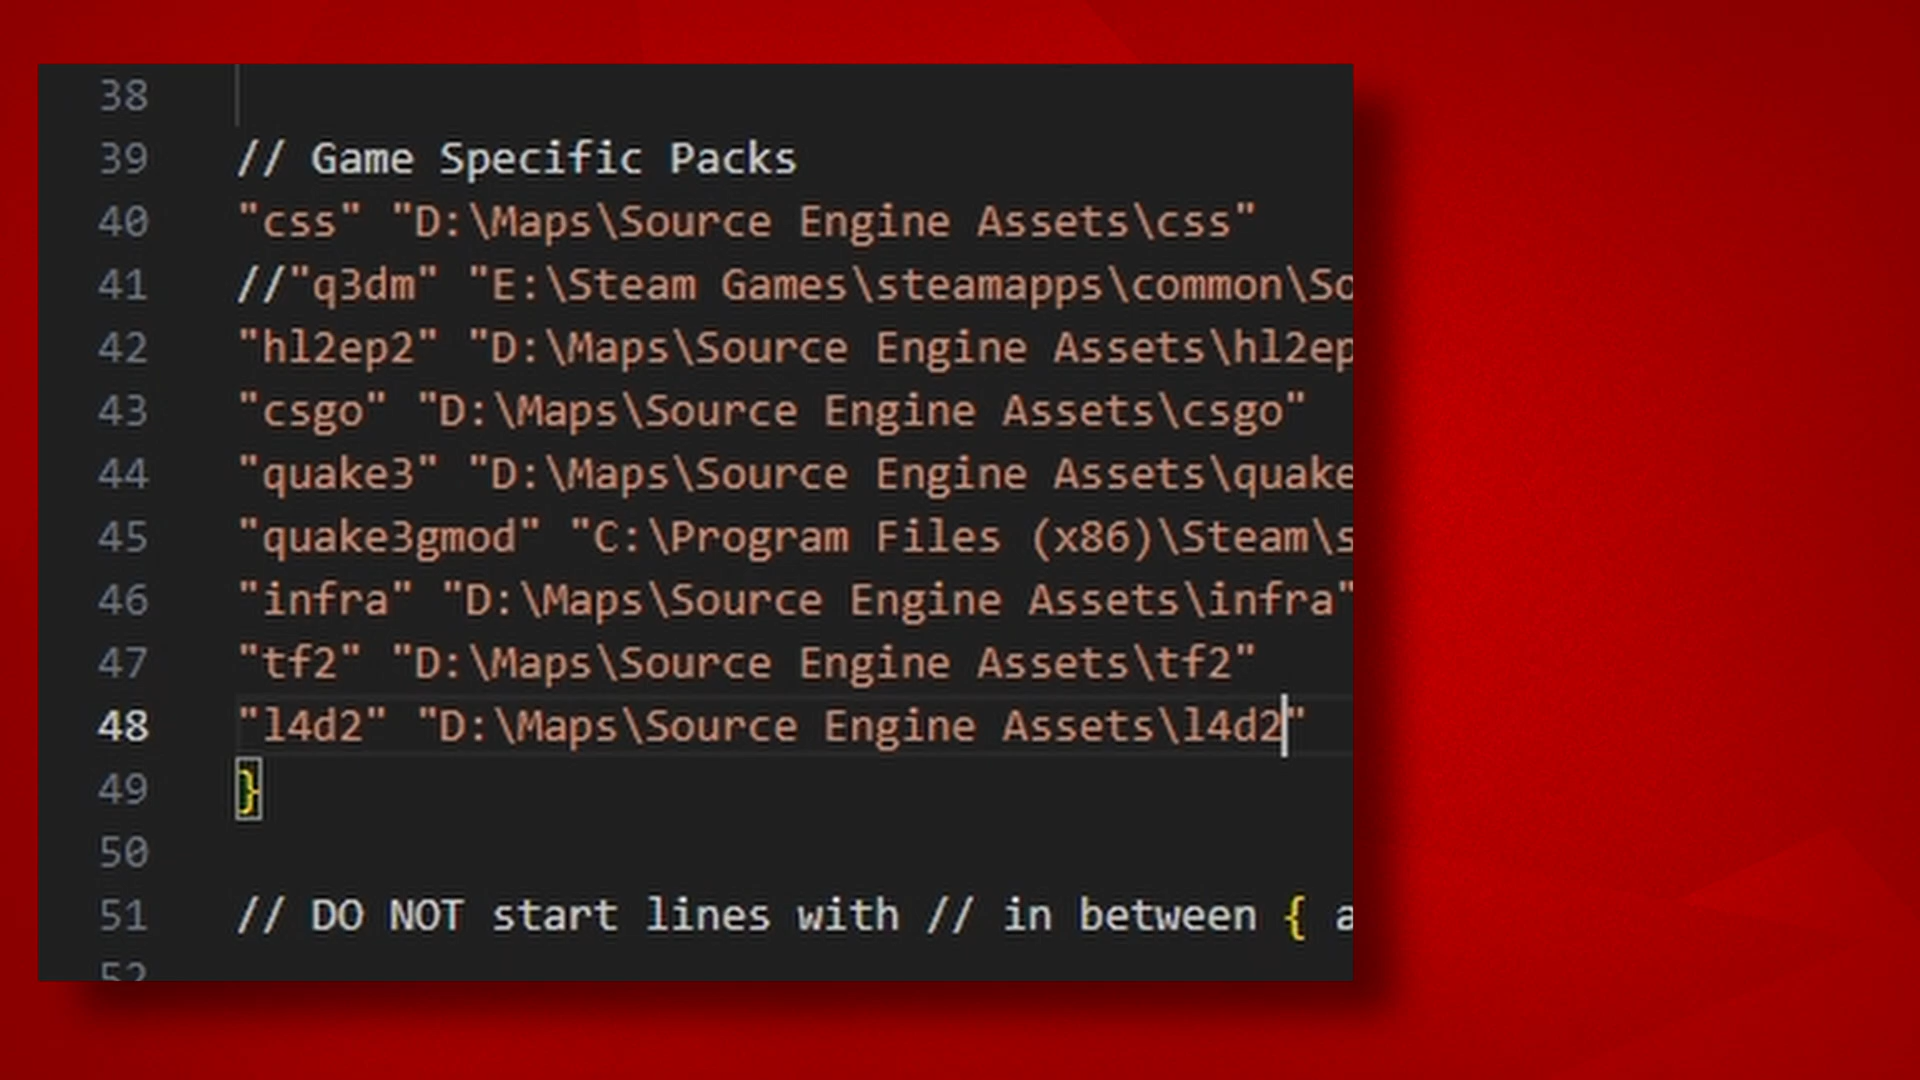 38
39 // Game Specific Packs
40 "css" "D:\Maps\Source Engine Assets\css"
41 //"q3dm" "E:\Steam Games\steamapps\common\So
42 "hl2ep2" "D:\Maps\Source Engine Assets\hl2ep
43 "csgo" "D:\Maps\Source Engine Assets\csgo"
44 "quake3" "D:\Maps\Source Engine Assets\quake
45 "quake3gmod" "C:\Program Files (x86)\Steam\s
46 "infra" "D:\Maps\Source Engine Assets\infra"
47 "tf2" "D:\Maps\Source Engine Assets\tf2"
48 "l4d2" "D:\Maps\Source Engine Assets\l4d2"
49 }
50
51 // DO NOT start lines with // in between { a
52